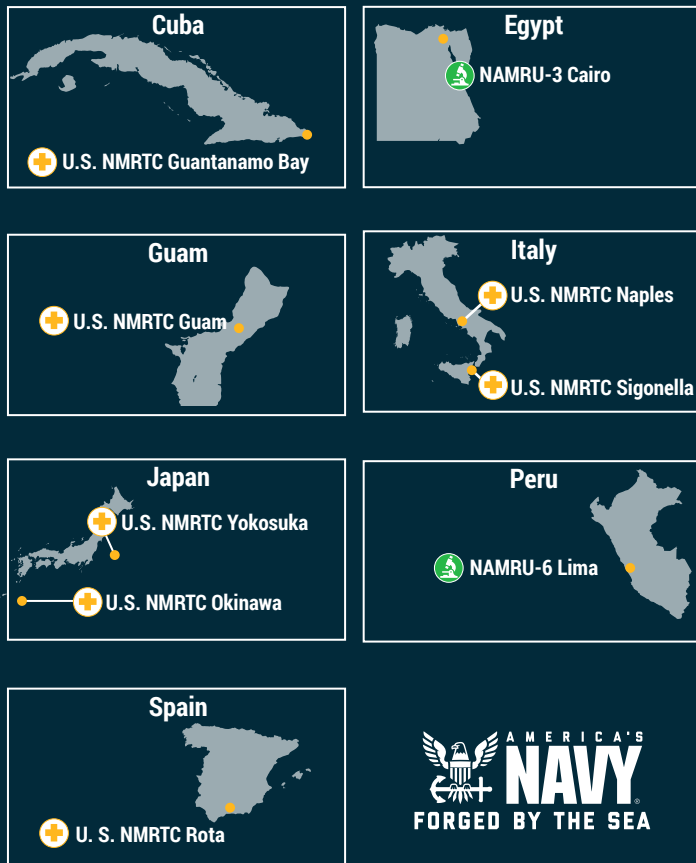 Cuba
U.S. NMRTC Guantanamo Bay
Egypt
NAMRU-3 Cairo
Guam
U.S. NMRTC Guam
Italy
U.S. NMRTC Naples
U.S. NMRTC Sigonella
Japan
U.S. NMRTC Yokosuka
U.S. NMRTC Okinawa
Peru
NAMRU-6 Lima
Spain
U. S. NMRTC Rota
AMERICA'S
NAVY®
FORGED BY THE SEA